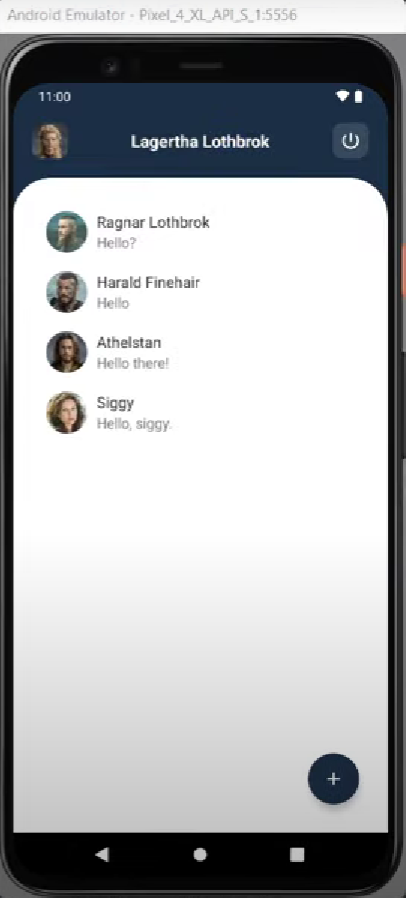 Android Emulator - Pixel_4_XL_API_S_1:5556
11:00
Lagertha Lothbrok
Ragnar Lothbrok
Hello?
Harald Finehair
Hello
Athelstan
Hello there!
Siggy
Hello, siggy.